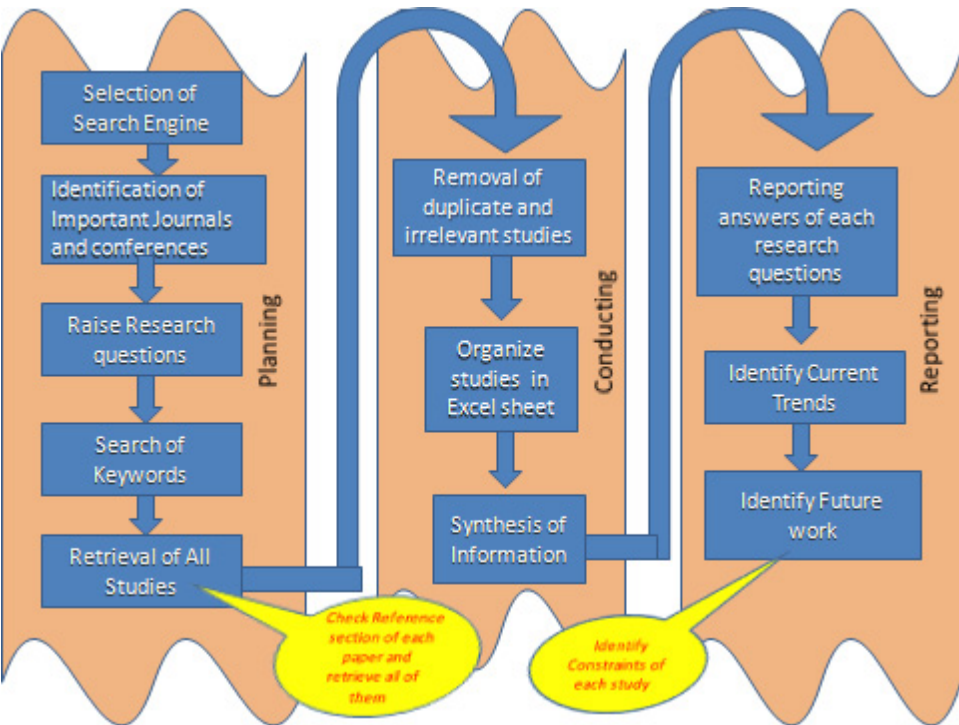 Selection of
Search Engine
Identification of
Important Journals
and conferences
Raise Research
questions
Search of
Keywords
Retrieval of All
Studies
Planning
Check Reference
section of each
paper and
retrieve all of
them
Removal of
duplicate and
irrelevant studies
Organize
studies in
Excel sheet
Synthesis of
Information
Conducting
Reporting
answers of each
research
questions
Identify Current
Trends
Identify Future
work
Reporting
Identify
Constraints of
each study